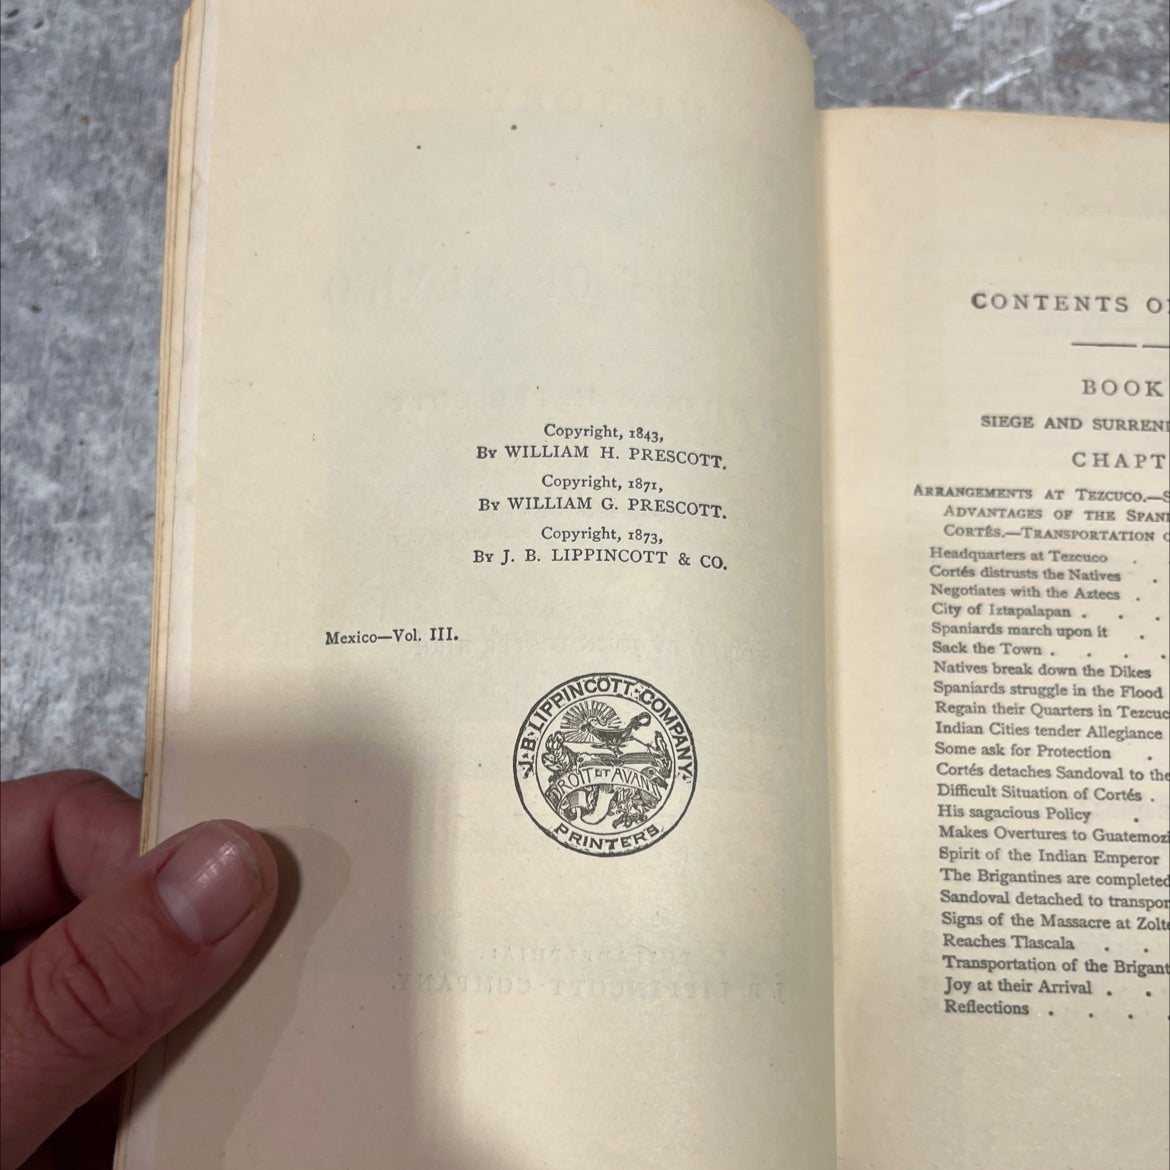 Copyright, 1843,
By WILLIAM H. PRESCOTT.
Copyright, 1871,
By WILLIAM G. PRESCOTT.
Copyright, 1873,
By J. B. LIPPINCOTT & CO.
Mexico—Vol. III.
·J·B·LIPPINCOTT·COMPANY·
DROIT ET AVANT
PRINTERS.
CONTENTS
BOOK
SIEGE AND
CHAPT
ARRANGEMENTS AT TEZCUCO.—S
ADVANTAGES OF THE SPANI
CORTÉS.—TRANSPORTATION O
Headquarters at Tezcuco . .
Cortés distrusts the Natives .
Negotiates with the Aztecs . .
City of Iztapalapan . . .
Spaniards march upon it .
Sack the Town . . . .
Natives break down the Dikes
Spaniards struggle in the Flood
Regain their Quarters in Tezcuc
Indian Cities tender Allegiance
Some ask for Protection .
Cortés detaches Sandoval to the
Difficult Situation of Cortés .
His sagacious Policy .
Makes Overtures to Guatemozi
Spirit of the Indian Emperor
The Brigantines are completed
Sandoval detached to transpor
Signs of the Massacre at Zolte
Reaches Tlascala . .
Transportation of the Brigant
Joy at their Arrival . .
Reflections . . . .